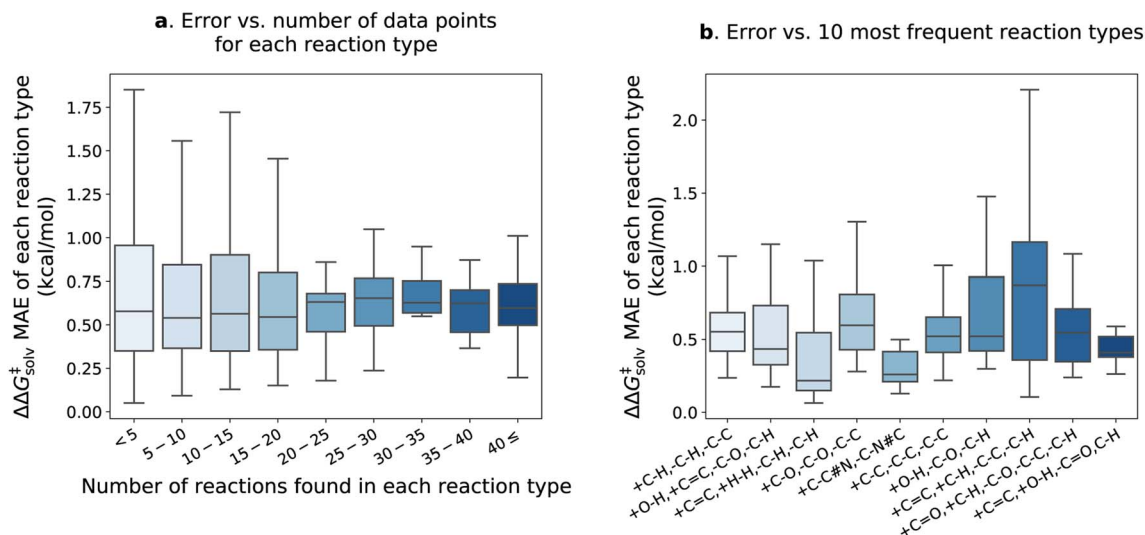 a. Error vs. number of data points
for each reaction type
ΔΔG‡solv MAE of each reaction type
(kcal/mol)
1.75
1.50
1.25
1.00
0.75
0.50
0.25
0.00
< 5
5 − 10
10 − 15
15 − 20
20 − 25
25 − 30
30 − 35
35 − 40
40 ≤
Number of reactions found in each reaction type
b. Error vs. 10 most frequent reaction types
ΔΔG‡solv MAE of each reaction type
(kcal/mol)
2.0
1.5
1.0
0.5
0.0
+C-H,-C-H,-C-C
+O-H,+C=C,-C-O,-C-H
+C=C,+H-H,-C-H,-C-H
+C-O,-C-O,-C-C
+C-C#N,-C-N#C
+C-C,-C-C,-C-C
+O-H,-C-O,-C-H
+C=C,+C-H,-C-C,-C-H
+C=O,+C-H,-C-O,-C-C,-C-H
+C=C,+O-H,-C=O,C-H